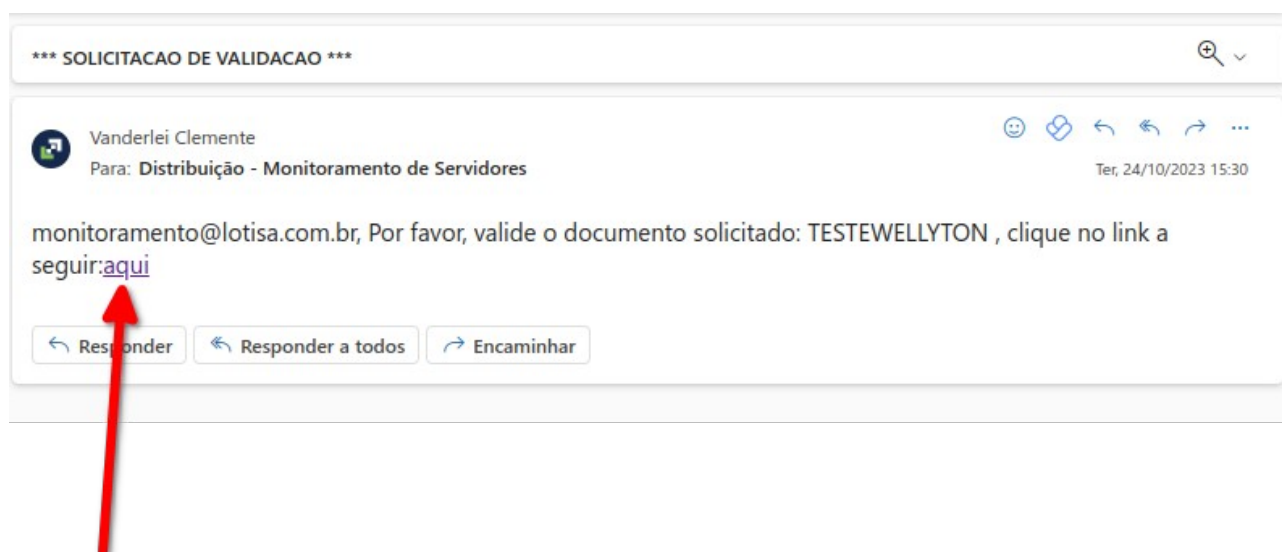 *** SOLICITACAO DE VALIDACAO ***
Vanderlei Clemente
Para: Distribuição - Monitoramento de Servidores
Ter, 24/10/2023 15:30
monitoramento@lotisa.com.br, Por favor, valide o documento solicitado: TESTEWELLYTON , clique no link a
seguir:aqui
Responder Responder a todos Encaminhar